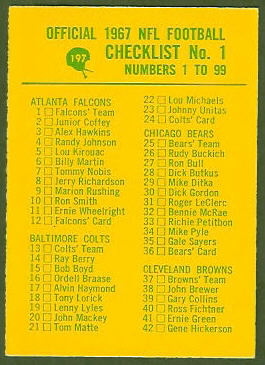 OFFICIAL 1967 NFL FOOTBALL
197
CHECKLIST No. 1
NUMBERS 1 TO 99
ATLANTA FALCONS
1 Falcons' Team
2 Junior Coffey
3 Alex Hawkins
4 Randy Johnson
5 Lou Kirouac
6 Billy Martin
7 Tommy Nobis
8 Jerry Richardson
9 Marion Rushing
10 Ron Smith
11 Ernie Wheelright
12 Falcons' Card
BALTIMORE COLTS
13 Colts' Team
14 Ray Berry
15 Bob Boyd
16 Ordell Braase
17 Alvin Haymond
18 Tony Lorick
19 Lenny Lyles
20 John Mackey
21 Tom Matte
22 Lou Michaels
23 Johnny Unitas
24 Colts' Card
CHICAGO BEARS
25 Bears' Team
26 Rudy Bukich
27 Ron Bull
28 Dick Butkus
29 Mike Ditka
30 Dick Gordon
31 Roger LeClerc
32 Bennie McRae
33 Richie Petitbon
34 Mike Pyle
35 Gale Sayers
36 Bears' Card
CLEVELAND BROWNS
37 Browns' Team
38 John Brewer
39 Gary Collins
40 Ross Fichtner
41 Ernie Green
42 Gene Hickerson